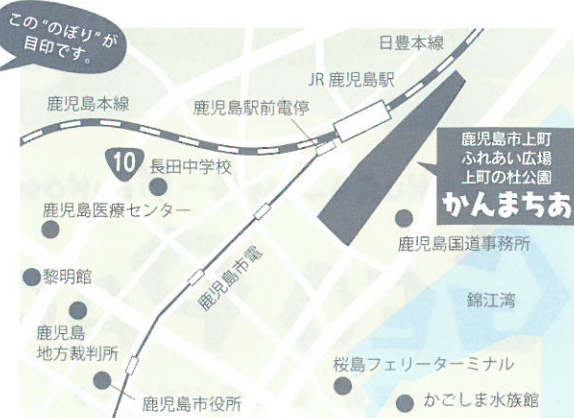 この“のぼり”が
目印です。
日豊本線
JR 鹿児島駅
鹿児島本線
鹿児島駅前電停
10
長田中学校
鹿児島市上町
ふれあい広場
上町の杜公園
かんまちあ
鹿児島医療センター
鹿児島国道事務所
黎明館
鹿児島市電
錦江湾
鹿児島
地方裁判所
桜島フェリーターミナル
鹿児島市役所
かごしま水族館